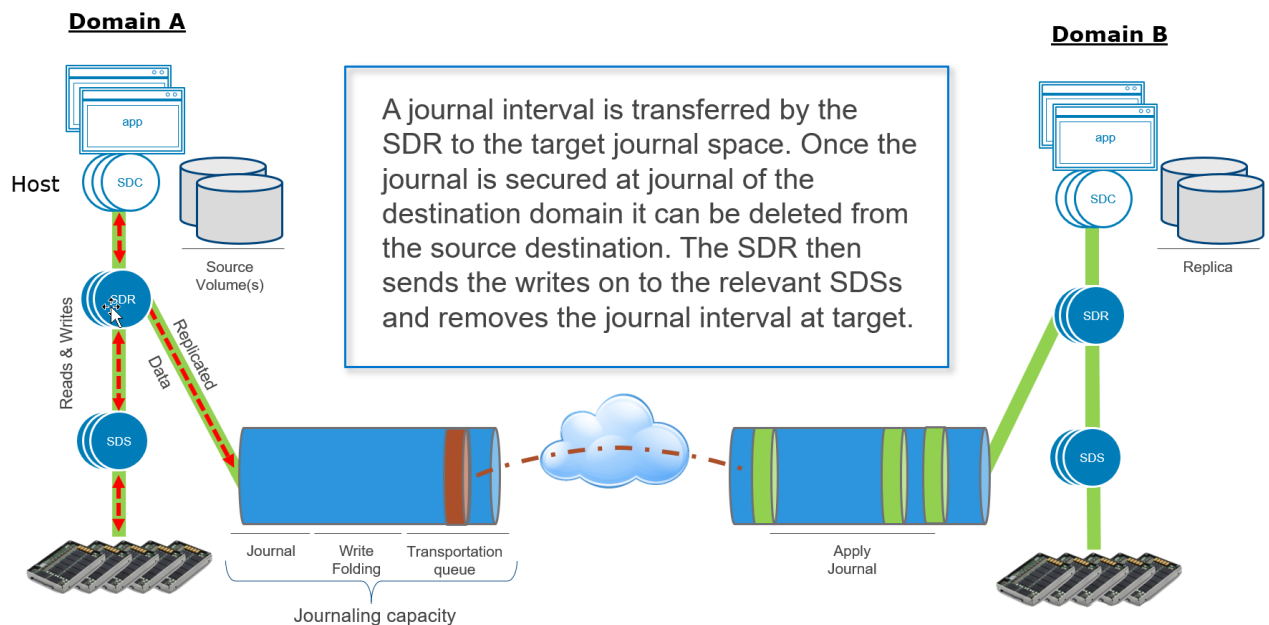 Domain A
Domain B
app
app
A journal interval is transferred by the
SDR to the target journal space. Once the
journal is secured at journal of the
destination domain it can be deleted from
the source destination. The SDR then
sends the writes on to the relevant SDSs
and removes the journal interval at target.
Host
SDC
SDC
Source
Volume(s)
Replica
SDR
SDR
Reads & Writes
Replicated
Data
SDS
SDS
Journal
Write
Folding
Transportation
queue
Apply
Journal
Journaling capacity